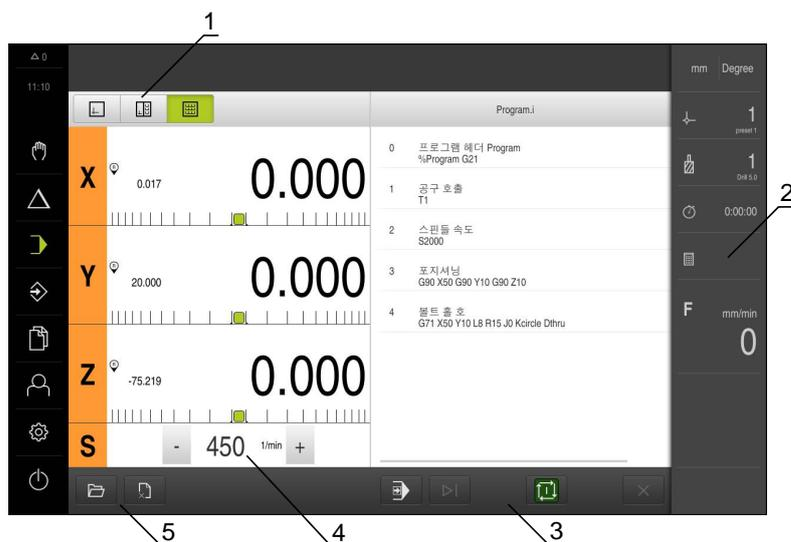 1
△ 0
11:10
mm Degree
Program.i
1
preset 1
X R 0.017 0.000
0 프로그램 헤더 Program
%Program G21
1 공구 호출
T1
2 스핀들 속도
S2000
3 포지셔닝
G90 X50 G90 Y10 G90 Z10
4 볼트 홀 호
G71 X50 Y10 L8 R15 J0 Kcircle Dthru
1
Drill 5.0
2
0:00:00
Y R 20.000 0.000
F mm/min
0
Z R -75.219 0.000
S - 450 1/min +
5
4
3